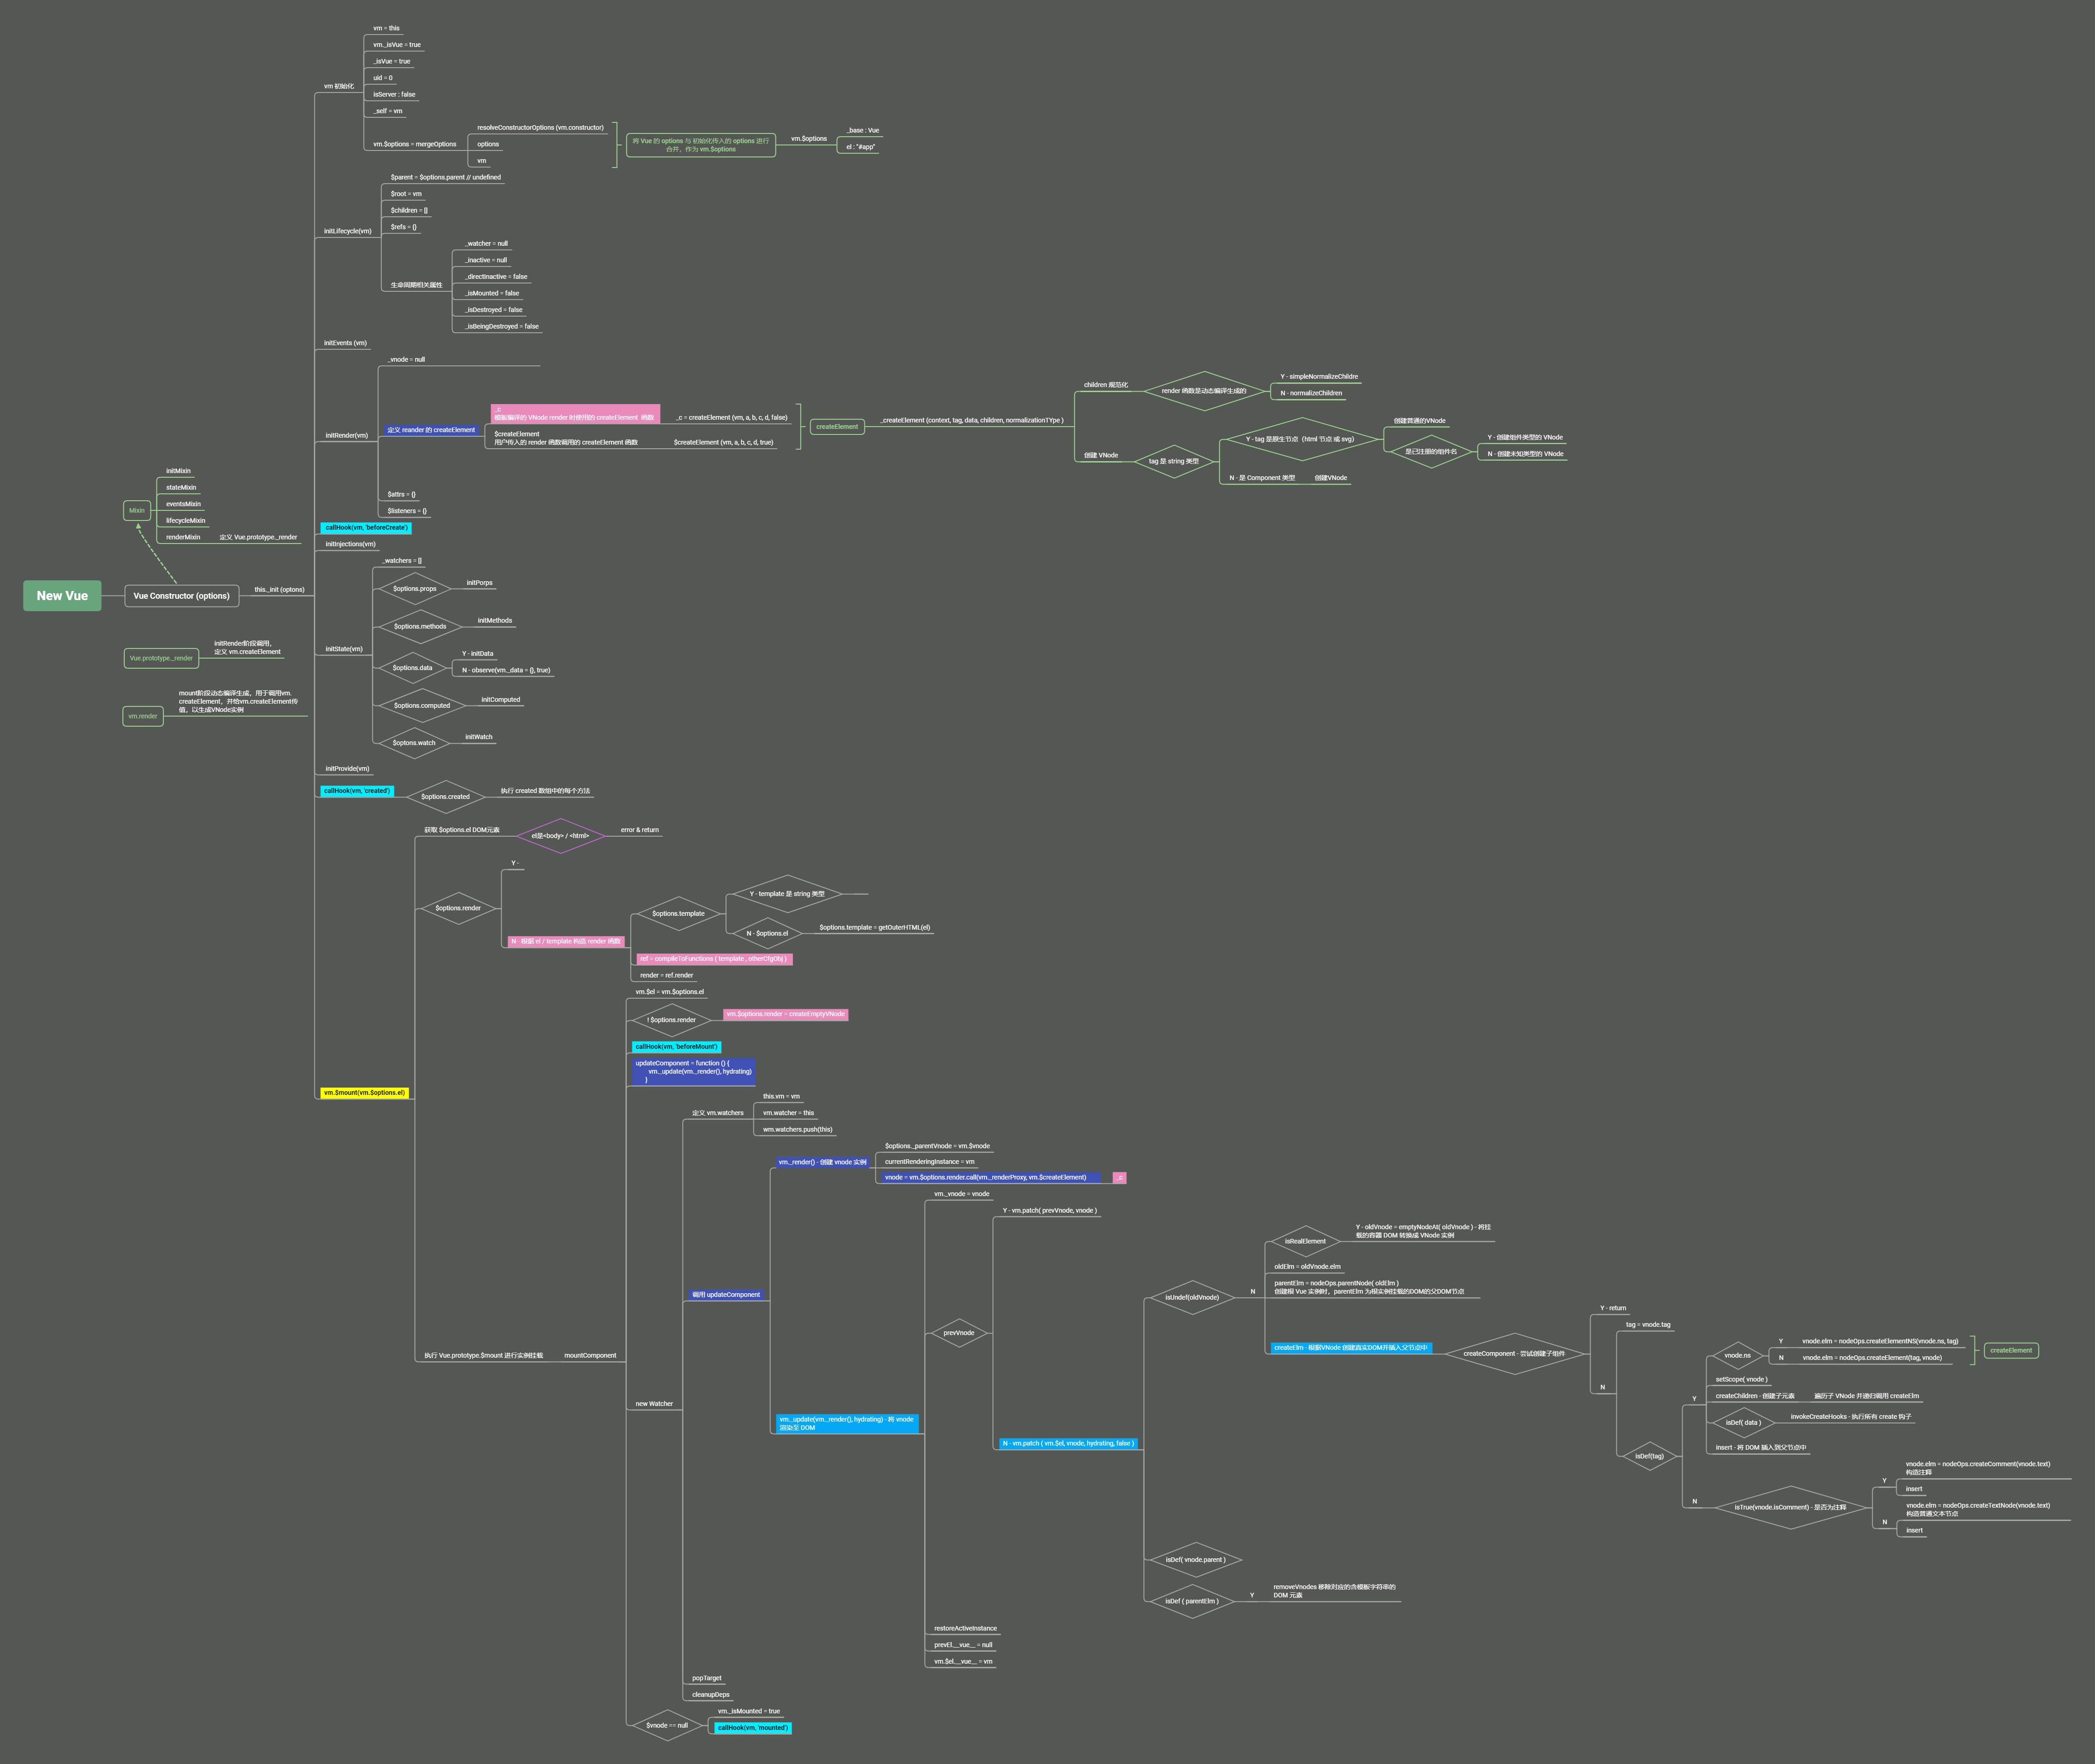 New Vue
Vue Constructor (options)
this._init (optons)
Mixin
initMixin
stateMixin
eventsMixin
lifecycleMixin
renderMixin
定义 Vue.prototype._render
Vue.prototype._render
initRender阶段调用，
定义 vm.createElement
vm.render
mount阶段动态编译生成，用于调用vm.
createElement，并给vm.createElement传
值，以生成VNode实例
vm 初始化
vm = this
vm._isVue = true
_isVue = true
uid = 0
isServer : false
_self = vm
vm.$options = mergeOptions
resolveConstructorOptions (vm.constructor)
options
vm
将 Vue 的 options 与 初始化传入的 options 进行
合并，作为 vm.$options
vm.$options
_base : Vue
el : "#app"
initLifecycle(vm)
$parent = $options.parent // undefined
$root = vm
$children = []
$refs = {}
生命周期相关属性
_watcher = null
_inactive = null
_directInactive = false
_isMounted = false
_isDestroyed = false
_isBeingDestroyed = false
initEvents (vm)
initRender(vm)
_vnode = null
定义 reander 的 createElement
_c
模板编译的 VNode render 时使用的 createElement 函数
_c = createElement (vm, a, b, c, d, false)
$createElement
用户传入的 render 函数调用的 createElement 函数
$createElement (vm, a, b, c, d, true)
createElement
_createElement (context, tag, data, children, normalizationTYpe )
children 规范化
render 函数是动态编译生成的
Y - simpleNormalizeChildre
N - normalizeChildren
创建 VNode
tag 是 string 类型
Y - tag 是原生节点（html 节点 或 svg）
创建普通的VNode
是已注册的组件名
Y - 创建组件类型的 VNode
N - 创建未知类型的 VNode
N - 是 Component 类型
创建VNode
$attrs = {}
$listeners = {}
callHook(vm, 'beforeCreate')
initInjections(vm)
initState(vm)
_watchers = []
$options.props
initPorps
$options.methods
initMethods
$options.data
Y - initData
N - observe(vm._data = {}, true)
$options.computed
initComputed
$optons.watch
initWatch
initProvide(vm)
callHook(vm, 'created')
$options.created
执行 created 数组中的每个方法
vm.$mount(vm.$options.el)
获取 $options.el DOM元素
el是<body> / <html>
error & return
$options.render
Y -
N - 根据 el / template 构造 render 函数
$options.template
Y - template 是 string 类型
N - $options.el
$options.template = getOuterHTML(el)
ref = compileToFunctions ( template , otherCfgObj )
render = ref.render
执行 Vue.prototype.$mount 进行实例挂载
mountComponent
vm.$el = vm.$options.el
! $options.render
vm.$options.render = createEmptyVNode
callHook(vm, 'beforeMount')
updateComponent = function () {
vm._update(vm._render(), hydrating)
}
new Watcher
定义 vm.watchers
this.vm = vm
vm.watcher = this
wm.watchers.push(this)
调用 updateComponent
vm._render() - 创建 vnode 实例
$options._parentVnode = vm.$vnode
currentRenderingInstance = vm
vnode = vm.$options.render.call(vm._renderProxy, vm.$createElement)
_c
vm._update(vm._render(), hydrating) - 将 vnode
渲染至 DOM
vm._vnode = vnode
prevVnode
Y - vm.patch( prevVnode, vnode )
N - vm.patch ( vm.$el, vnode, hydrating, false )
isUndef(oldVnode)
N
isRealElement
Y - oldVnode = emptyNodeAt( oldVnode ) - 将挂
载的容器 DOM 转换成 VNode 实例
oldElm = oldVnode.elm
parentElm = nodeOps.parentNode( oldElm )
创建根 Vue 实例时，parentElm 为根实例挂载的DOM的父DOM节点
createElm - 根据VNode 创建真实DOM并插入父节点中
createComponent - 尝试创建子组件
Y - return
N
tag = vnode.tag
isDef(tag)
Y
vnode.ns
Y
vnode.elm = nodeOps.createElementNS(vnode.ns, tag)
N
vnode.elm = nodeOps.createElement(tag, vnode)
createElement
setScope( vnode )
createChildren - 创建子元素
遍历子 VNode 并递归调用 createElm
isDef( data )
invokeCreateHooks - 执行所有 create 钩子
insert - 将 DOM 插入到父节点中
N
isTrue(vnode.isComment) - 是否为注释
Y
vnode.elm = nodeOps.createComment(vnode.text)
构造注释
insert
N
vnode.elm = nodeOps.createTextNode(vnode.text)
构造普通文本节点
insert
isDef( vnode.parent )
isDef ( parentElm )
Y
removeVnodes 移除对应的含模板字符串的
DOM 元素
restoreActiveInstance
prevEl.__vue__ = null
vm.$el.__vue__ = vm
popTarget
cleanupDeps
$vnode == null
vm._isMounted = true
callHook(vm, 'mounted')